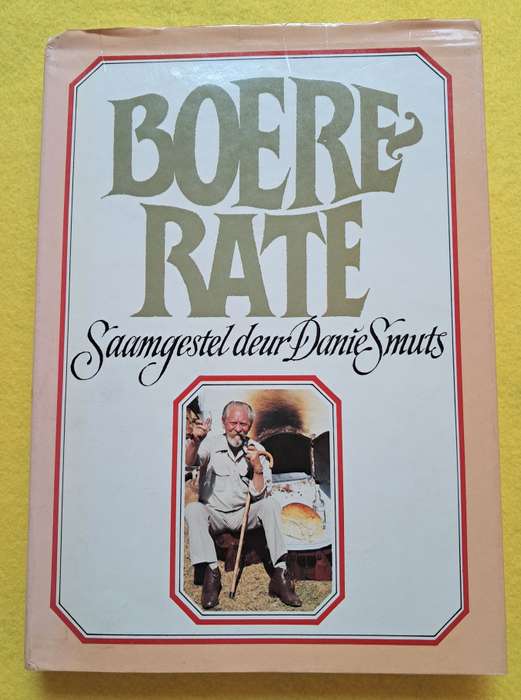 BOERE-
RATE
Saamgestel deur Danie Smuts